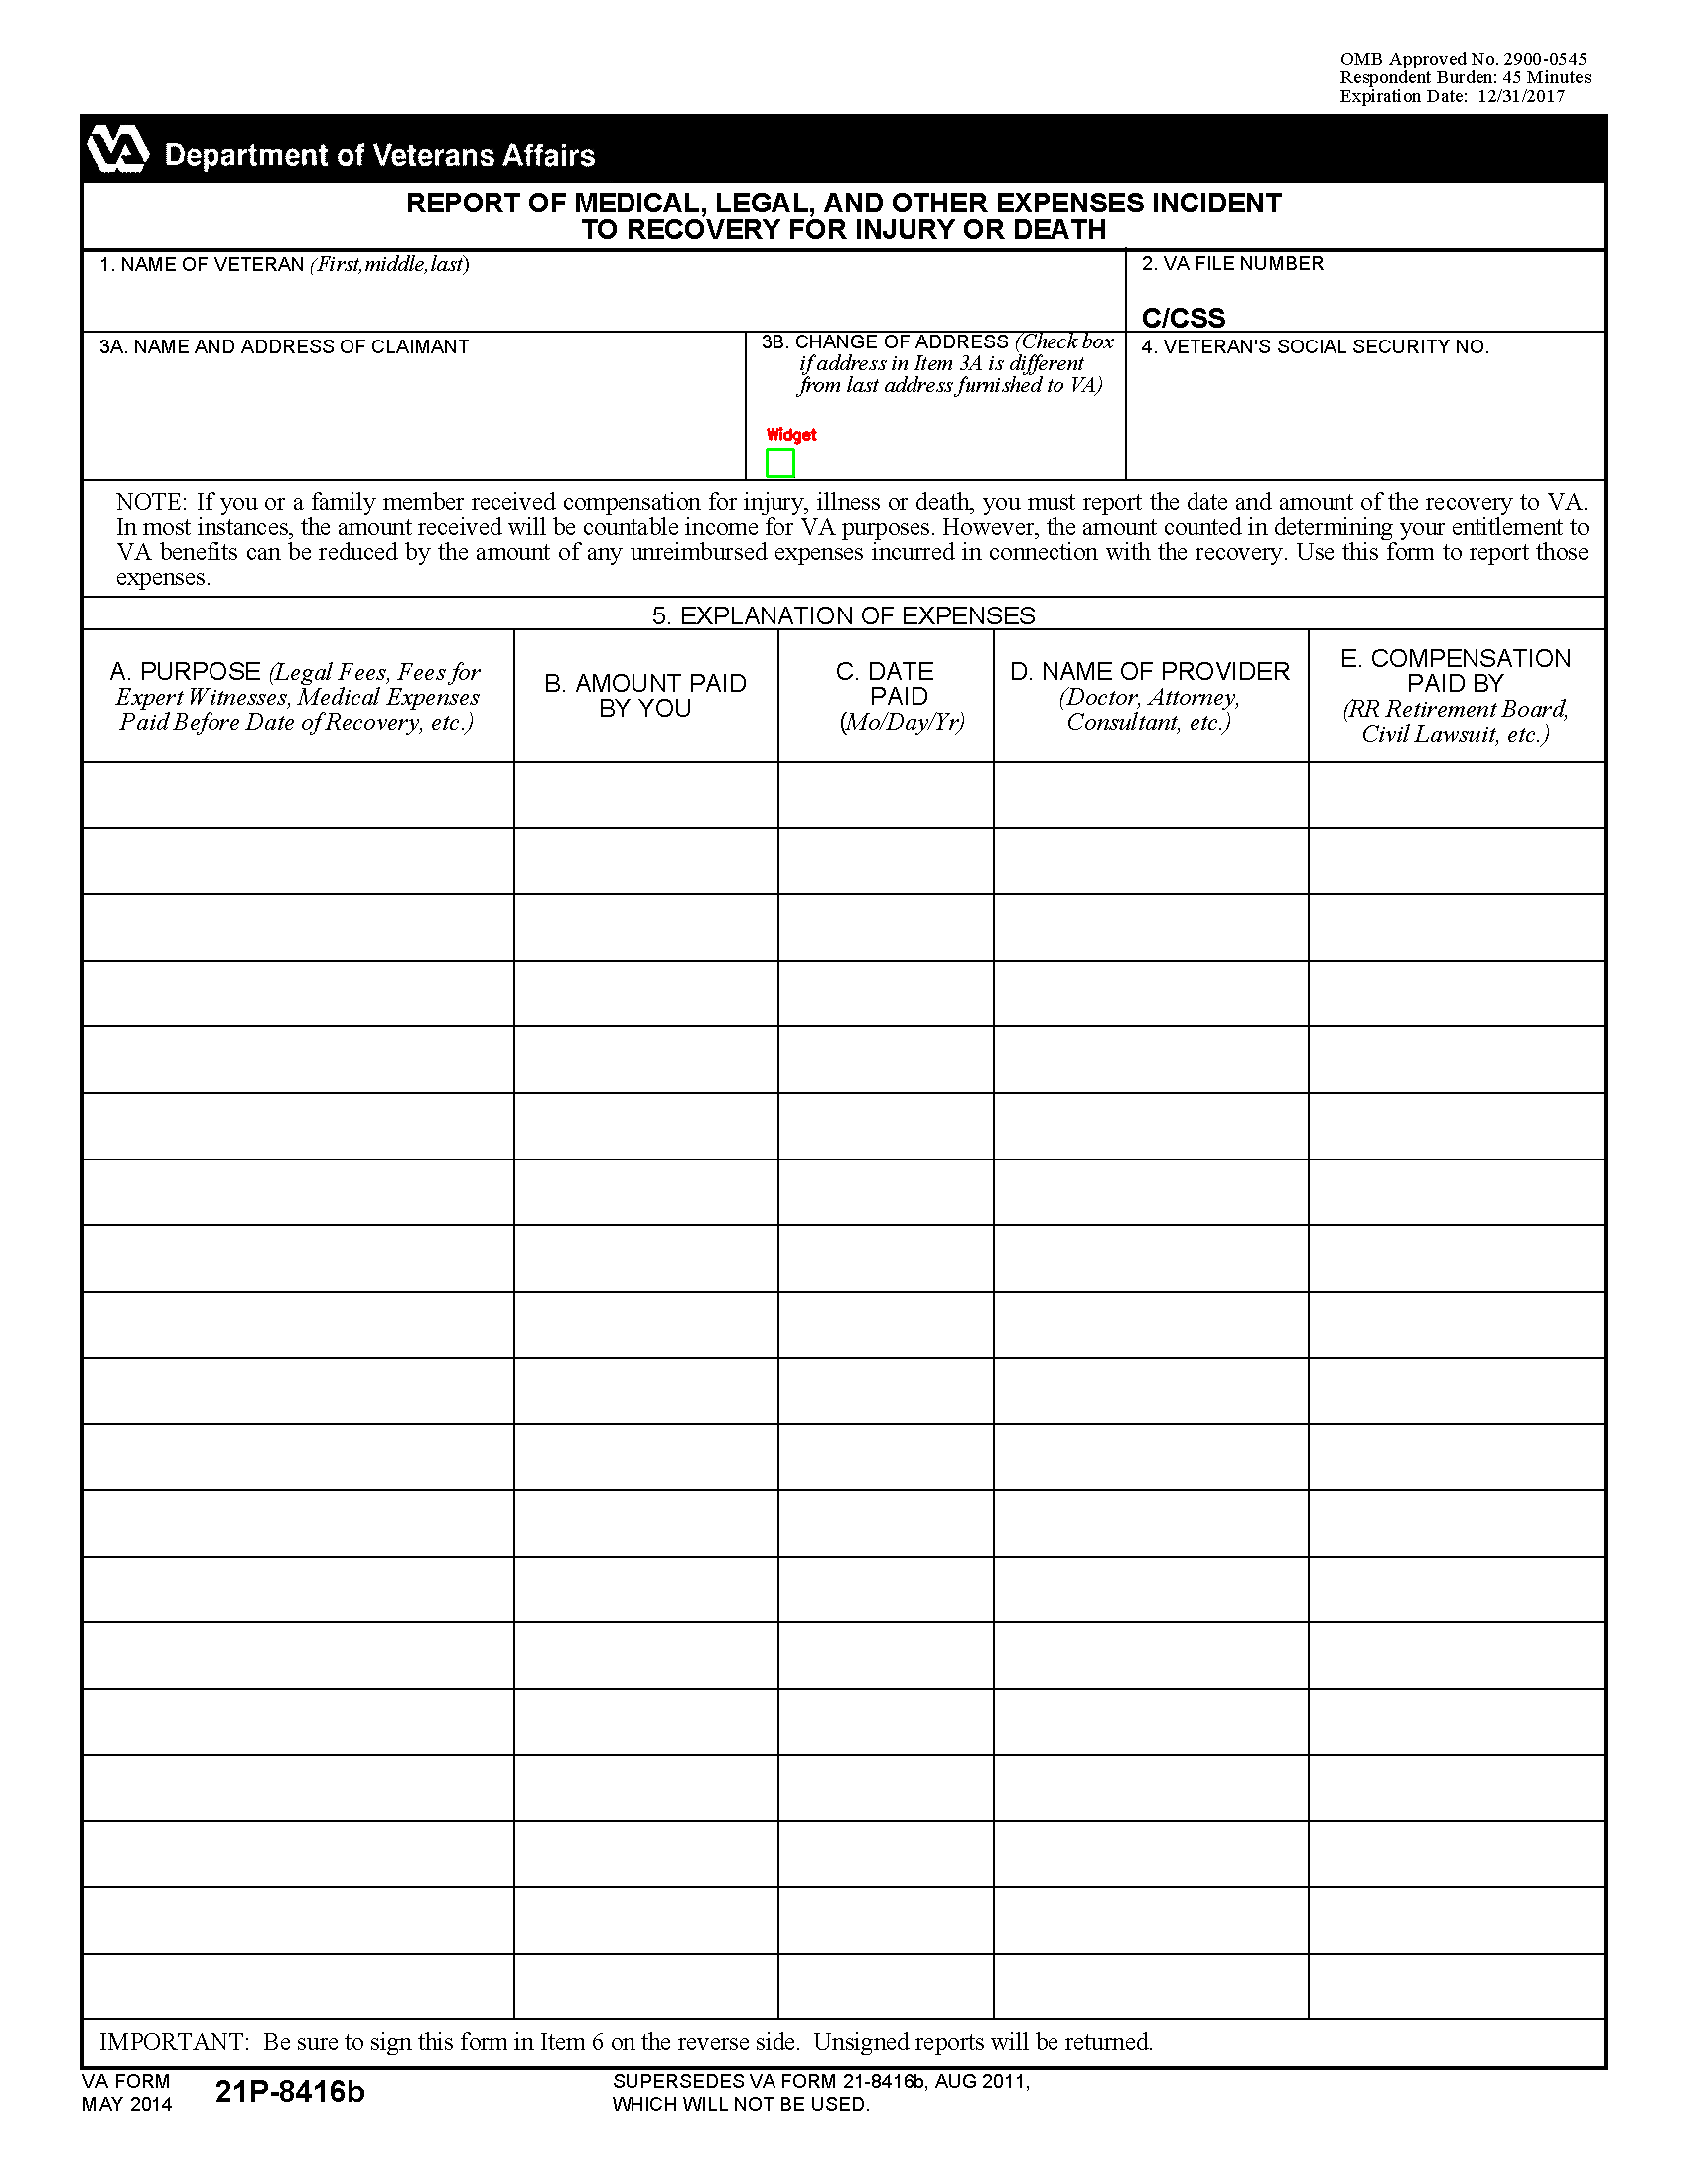 OMB Approved No. 2900-0545
Respondent Burden: 45 Minutes
Expiration Date: 12/31/2017
VA Department of Veterans Affairs
REPORT OF MEDICAL, LEGAL, AND OTHER EXPENSES INCIDENT
TO RECOVERY FOR INJURY OR DEATH
1. NAME OF VETERAN (First, middle, last)
2. VA FILE NUMBER
C/CSS
3A. NAME AND ADDRESS OF CLAIMANT
3B. CHANGE OF ADDRESS (Check box
if address in Item 3A is different
from last address furnished to VA)
Widget
4. VETERAN'S SOCIAL SECURITY NO.
NOTE: If you or a family member received compensation for injury, illness or death, you must report the date and amount of the recovery to VA.
In most instances, the amount received will be countable income for VA purposes. However, the amount counted in determining your entitlement to
VA benefits can be reduced by the amount of any unreimbursed expenses incurred in connection with the recovery. Use this form to report those
expenses.
5. EXPLANATION OF EXPENSES
A. PURPOSE (Legal Fees, Fees for
Expert Witnesses, Medical Expenses
Paid Before Date of Recovery, etc.)
B. AMOUNT PAID
BY YOU
C. DATE
PAID
(Mo/Day/Yr)
D. NAME OF PROVIDER
(Doctor, Attorney,
Consultant, etc.)
E. COMPENSATION
PAID BY
(RR Retirement Board,
Civil Lawsuit, etc.)
IMPORTANT: Be sure to sign this form in Item 6 on the reverse side. Unsigned reports will be returned.
VA FORM
MAY 2014
21P-8416b
SUPERSEDES VA FORM 21-8416b, AUG 2011,
WHICH WILL NOT BE USED.